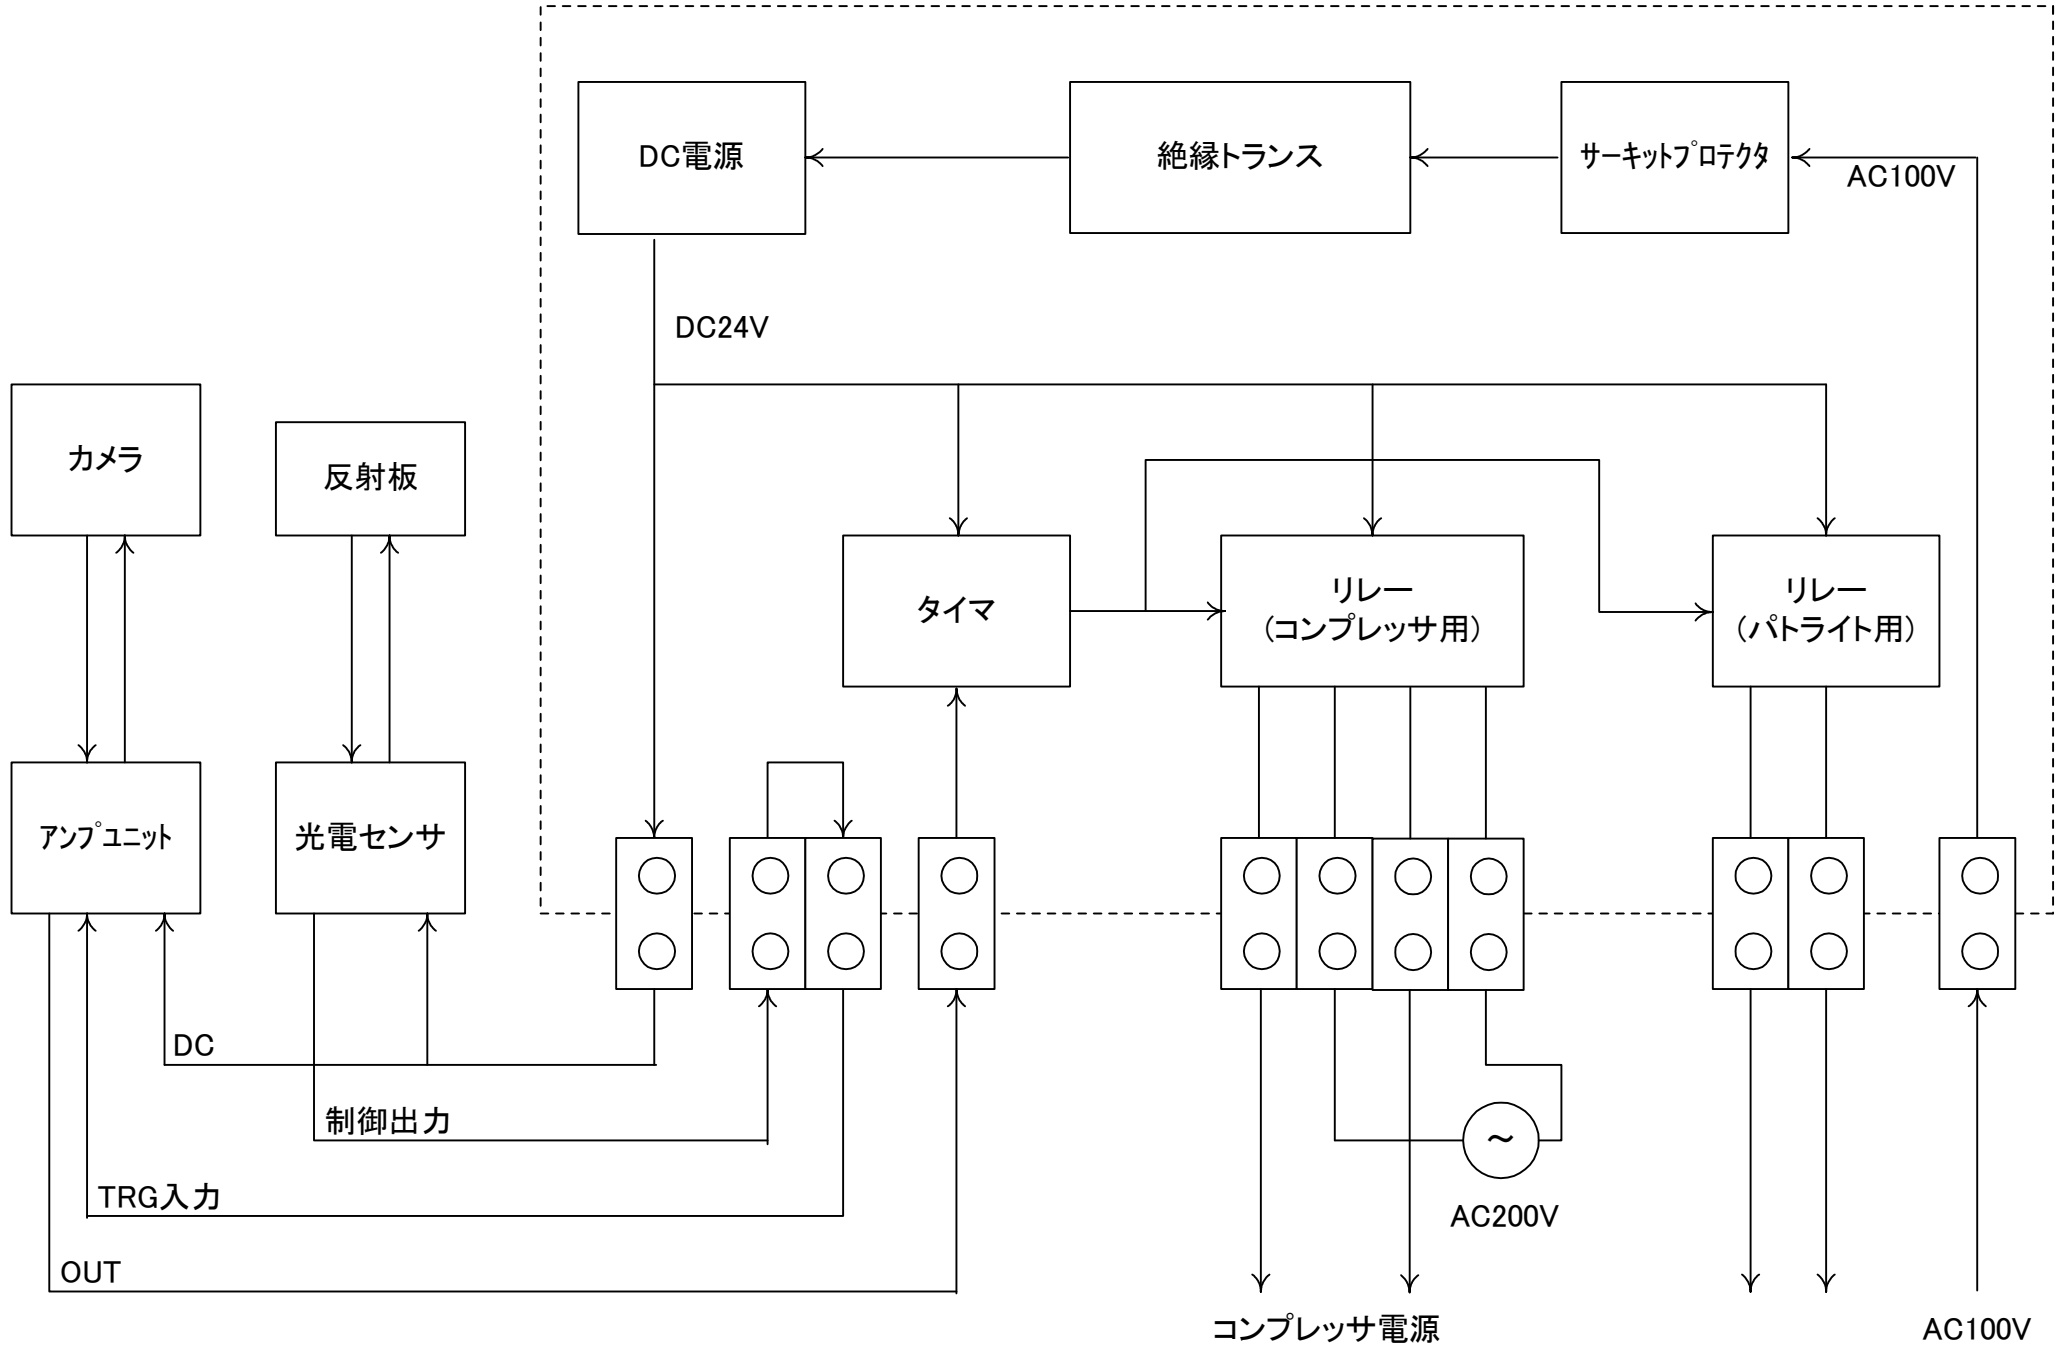 DC電源
絶縁トランス
サーキットプロテクタ
AC100V
DC24V
カメラ
反射板
タイマ
リレー
(コンプレッサ用)
リレー
(パトライト用)
アンプユニット
光電センサ
DC
制御出力
TRG入力
OUT
~
AC200V
コンプレッサ電源
AC100V